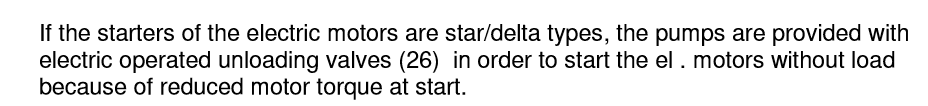 If the starters of the electric motors are star/delta types, the pumps are provided with
electric operated unloading valves (26)  in order to start the el . motors without load
because of reduced motor torque at start.